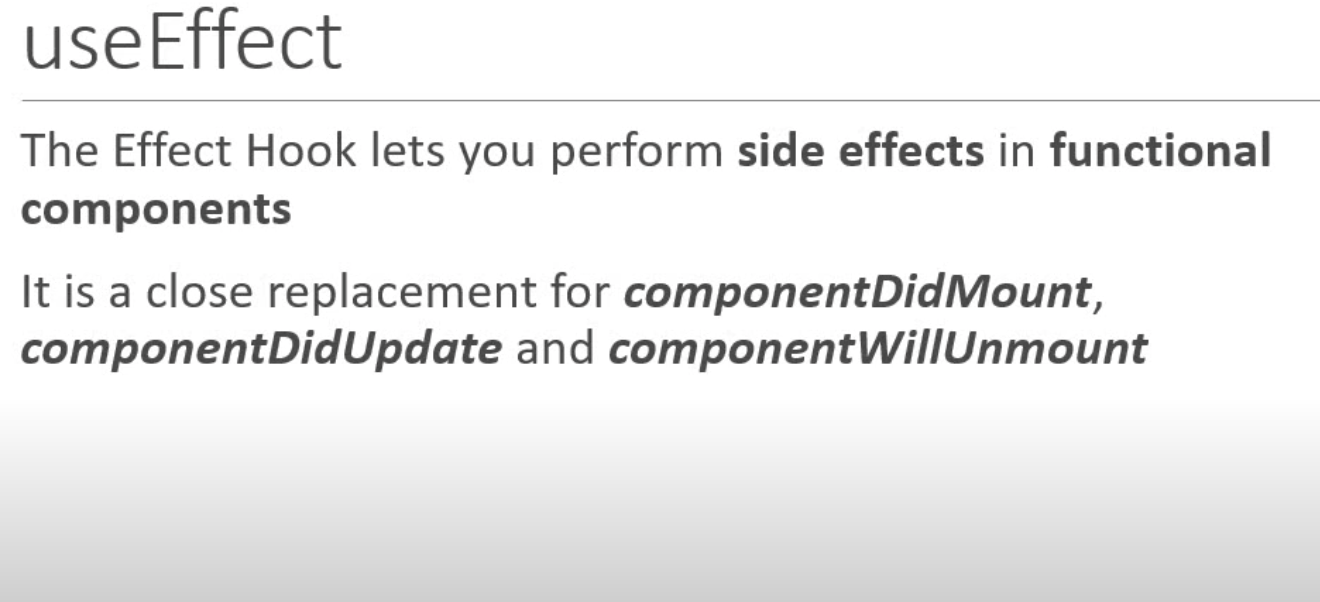 useEffect
The Effect Hook lets you perform side effects in functional
components
It is a close replacement for componentDidMount,
componentDidUpdate and componentWillUnmount